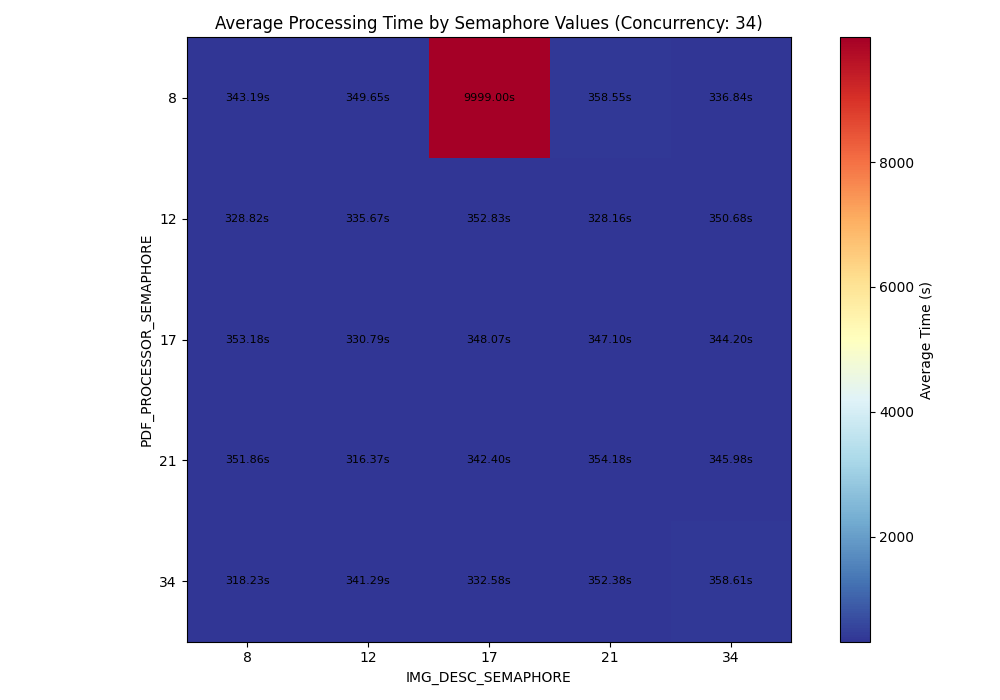 Average Processing Time by Semaphore Values (Concurrency: 34)
8 343.19s 349.65s 9999.00s 358.55s 336.84s
12 328.82s 335.67s 352.83s 328.16s 350.68s
17 353.18s 330.79s 348.07s 347.10s 344.20s
21 351.86s 316.37s 342.40s 354.18s 345.98s
34 318.23s 341.29s 332.58s 352.38s 358.61s
8 12 17 21 34
IMG_DESC_SEMAPHORE
PDF_PROCESSOR_SEMAPHORE
8000
6000
4000
2000
Average Time (s)